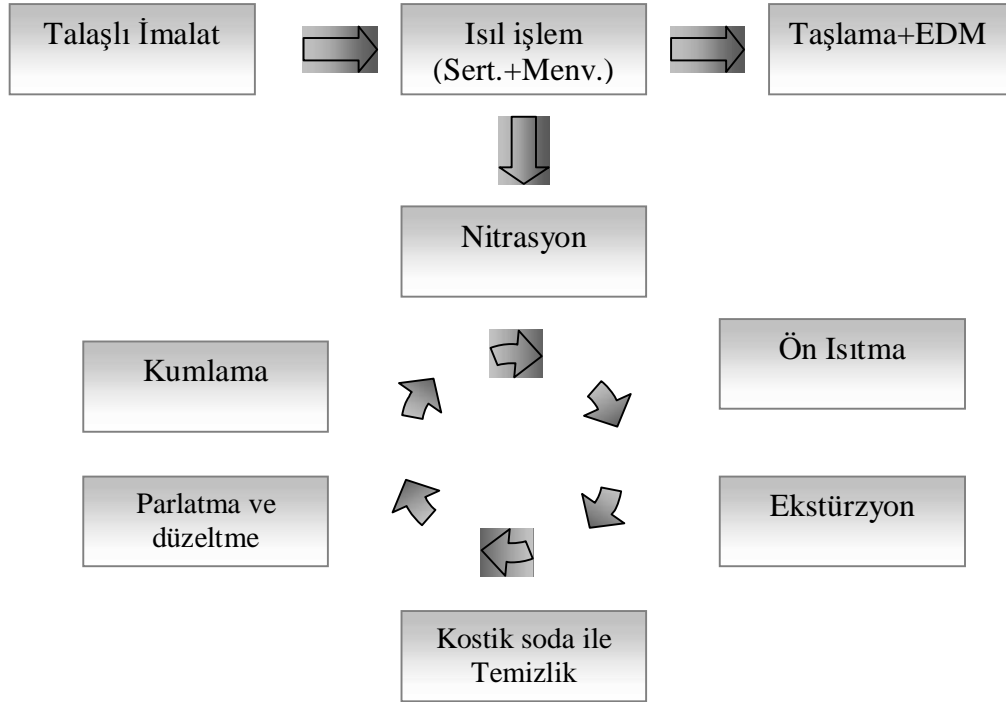 Talaşlı İmalat
Isıl işlem
(Sert.+Menv.)
Taşlama+EDM
Nitrasyon
Ön Isıtma
Kumlama
Ekstürzyon
Parlatma ve
düzeltme
Kostik soda ile
Temizlik